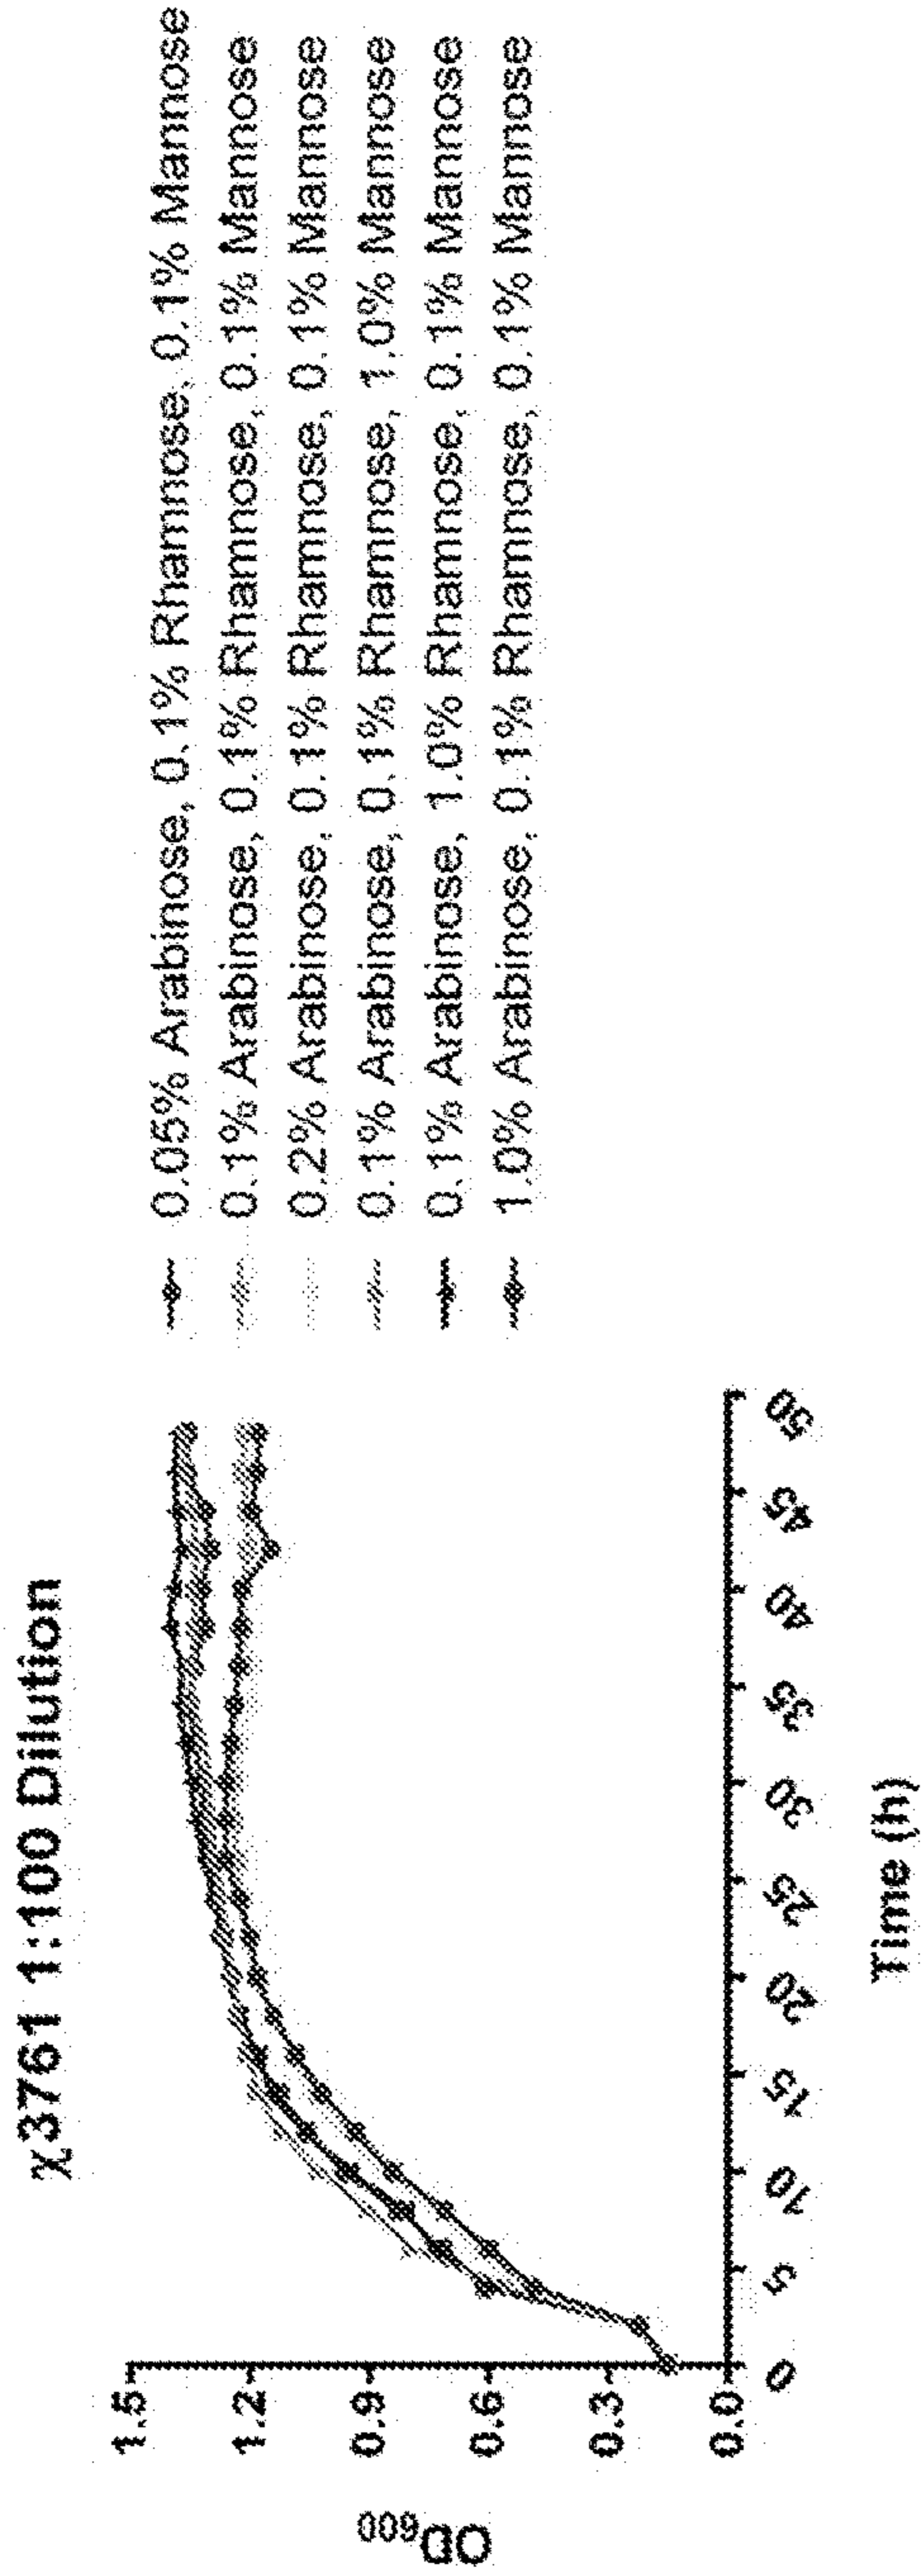 χ3761 1:100 Dilution
OD600
1.5
1.2
0.9
0.6
0.3
0.0
0
5
10
15
20
25
30
35
40
45
50
Time (h)
0.05% Arabinose, 0.1% Rhamnose, 0.1% Mannose
0.1% Arabinose, 0.1% Rhamnose, 0.1% Mannose
0.2% Arabinose, 0.1% Rhamnose, 0.1% Mannose
0.1% Arabinose, 0.1% Rhamnose, 1.0% Mannose
0.1% Arabinose, 1.0% Rhamnose, 0.1% Mannose
1.0% Arabinose, 0.1% Rhamnose, 0.1% Mannose